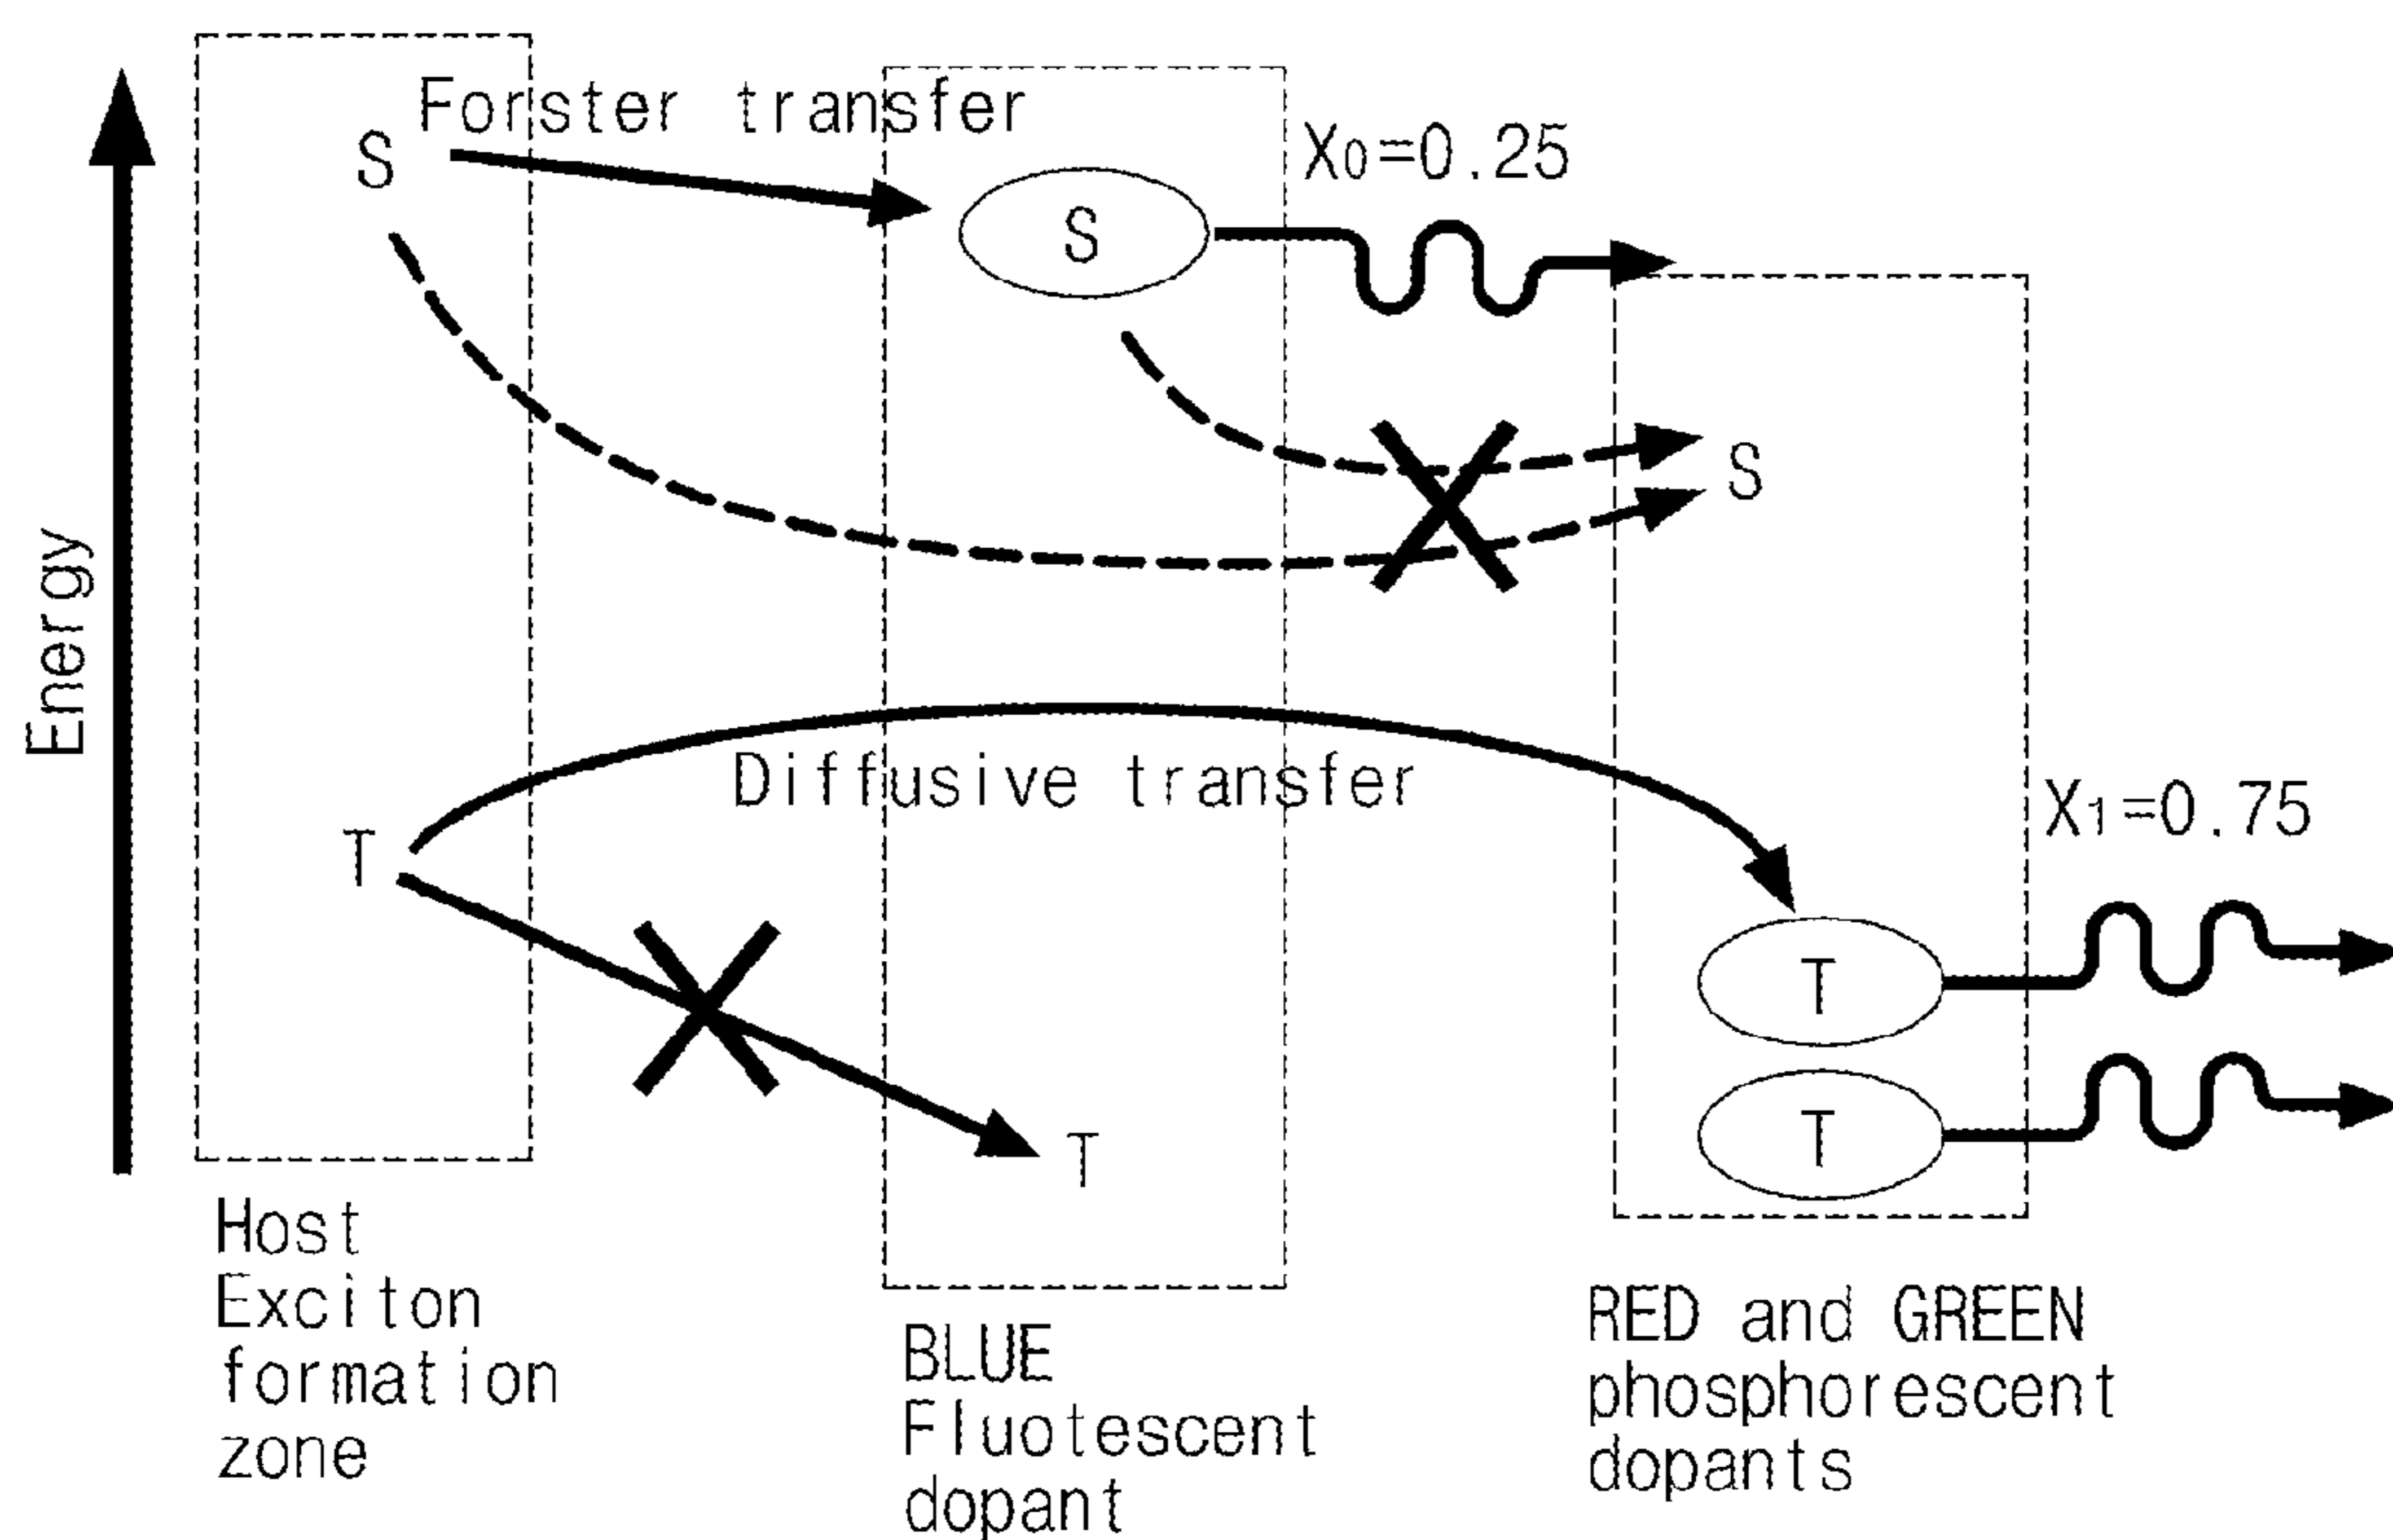 Forster transfer
S
S
X0=0.25
S
Energy
Diffusive transfer
T
X1=0.75
T
T
T
Host
Exciton
formation
zone
BLUE
Fluotescent
dopant
RED and GREEN
phosphorescent
dopants